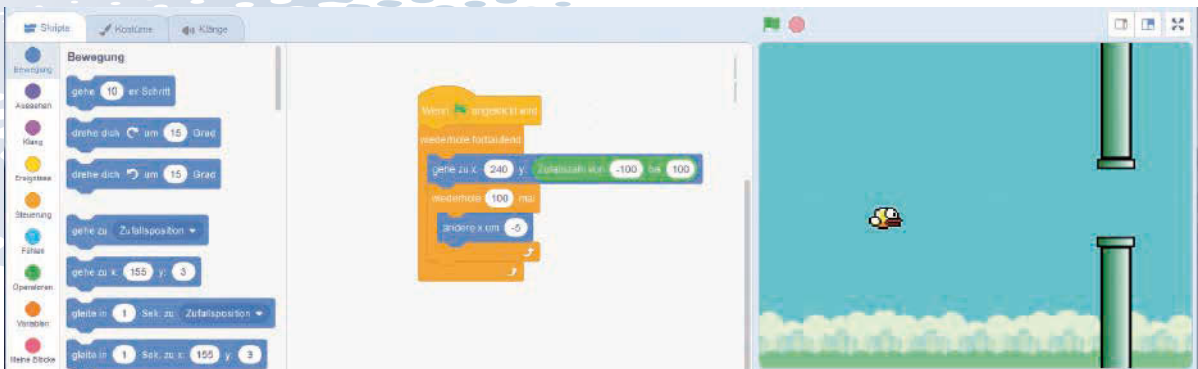 Skripte Kostüme Klänge
Bewegung
Bewegung
Aussehen
Klang
Ereignisse
Steuerung
Fühlen
Operatoren
Variablen
Meine Blöcke
gehe 10 er Schritt
drehe dich um 15 Grad
drehe dich um 15 Grad
gehe zu Zufallsposition
gehe zu x: 155 y: 3
gleite in 1 Sek. zu Zufallsposition
gleite in 1 Sek. zu x: 155 y: 3
Wenn angeklickt wird
wiederhole fortlaufend
gehe zu x: 240 y: Zufallszahl von -100 bis 100
wiederhole 100 mal
ändere x um -5